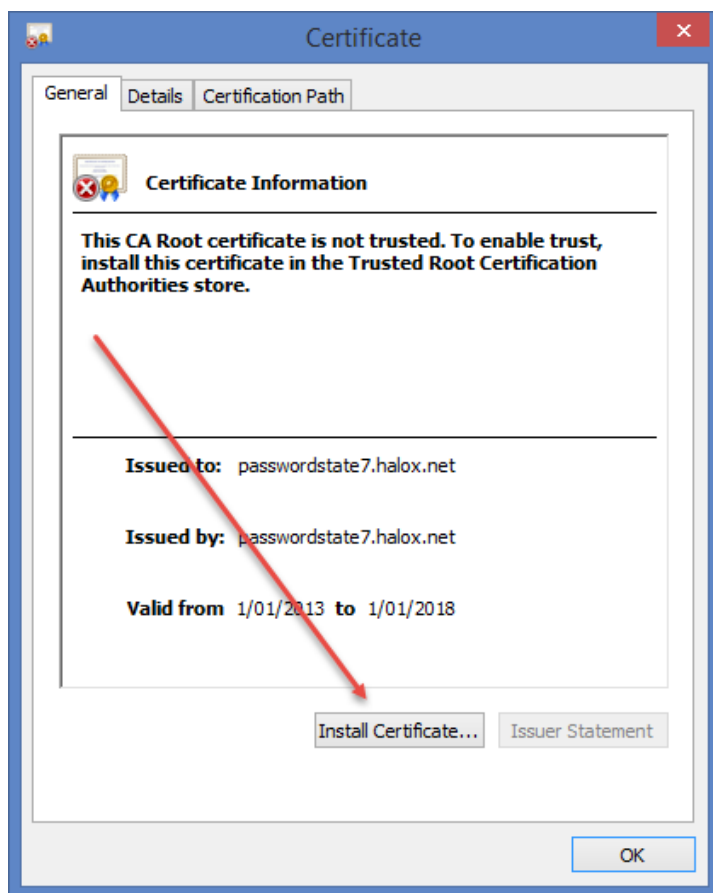 Certificate
General Details Certification Path
Certificate Information
This CA Root certificate is not trusted. To enable trust,
install this certificate in the Trusted Root Certification
Authorities store.
Issued to: passwordstate7.halox.net
Issued by: passwordstate7.halox.net
Valid from 1/01/2013 to 1/01/2018
Install Certificate... Issuer Statement
OK